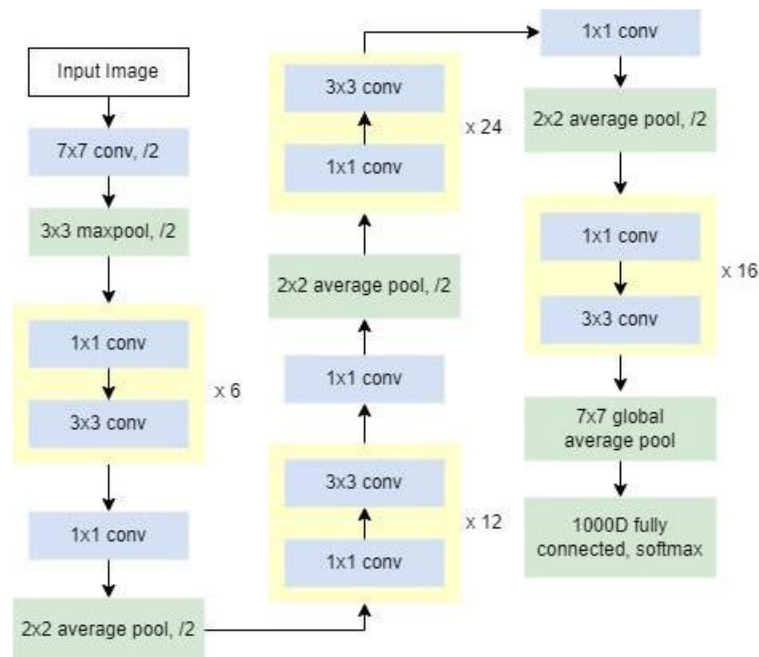 Input Image
7x7 conv, /2
3x3 maxpool, /2
1x1 conv
3x3 conv
x 6
1x1 conv
2x2 average pool, /2
1x1 conv
3x3 conv
x 12
1x1 conv
2x2 average pool, /2
1x1 conv
3x3 conv
x 24
1x1 conv
2x2 average pool, /2
1x1 conv
3x3 conv
x 16
7x7 global
average pool
1000D fully
connected, softmax